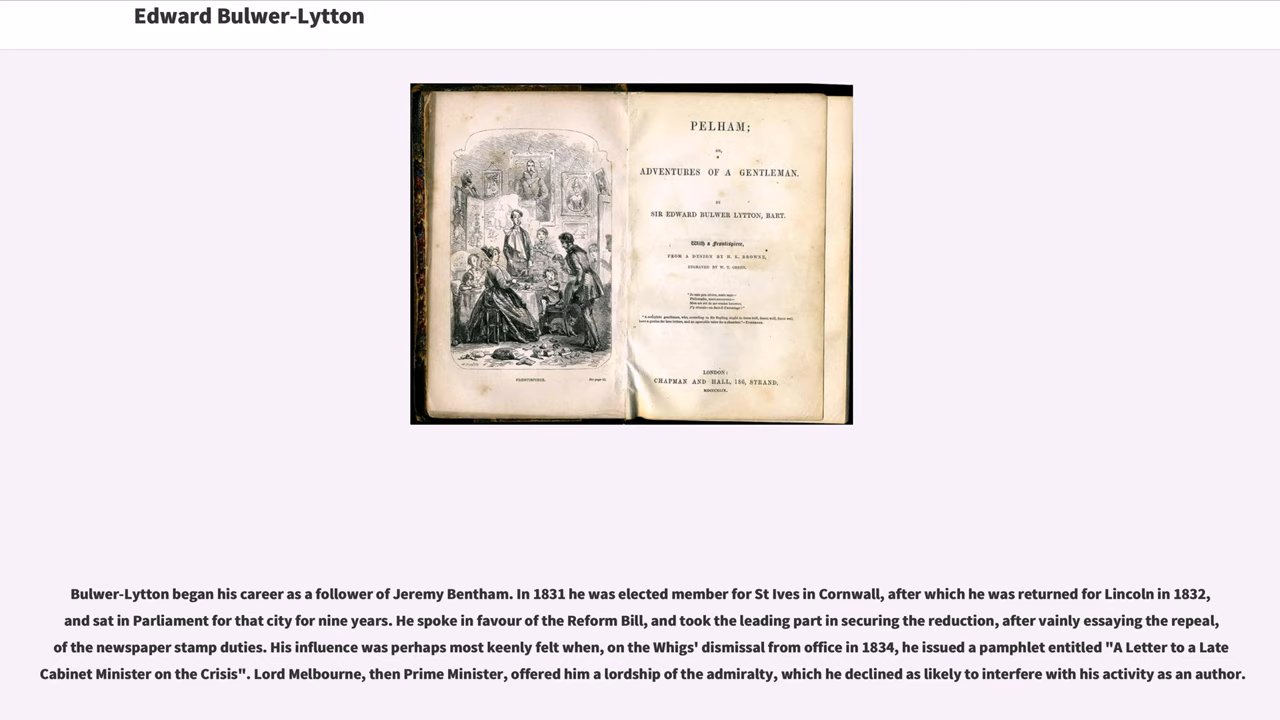 Edward Bulwer-Lytton
PELHAM;
OR,
ADVENTURES OF A GENTLEMAN.
BY
SIR EDWARD BULWER LYTTON, BART.
With a Frontispiece,
FROM A DESIGN BY H. K. BROWNE,
ENGRAVED BY W. T. GREEN.
LONDON:
CHAPMAN AND HALL, 186, STRAND,
MDCCCXLIX.
FRONTISPIECE.
Bulwer-Lytton began his career as a follower of Jeremy Bentham. In 1831 he was elected member for St Ives in Cornwall, after which he was returned for Lincoln in 1832,
and sat in Parliament for that city for nine years. He spoke in favour of the Reform Bill, and took the leading part in securing the reduction, after vainly essaying the repeal,
of the newspaper stamp duties. His influence was perhaps most keenly felt when, on the Whigs' dismissal from office in 1834, he issued a pamphlet entitled "A Letter to a Late
Cabinet Minister on the Crisis". Lord Melbourne, then Prime Minister, offered him a lordship of the admiralty, which he declined as likely to interfere with his activity as an author.